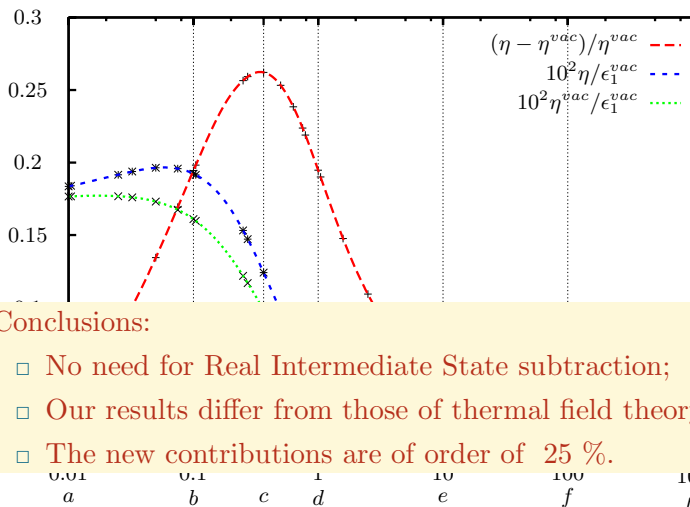 0.3
(η − η^{vac})/η^{vac}
10^2η/ϵ_1^{vac}
0.25
10^2η^{vac}/ϵ_1^{vac}
0.2
0.15
Conclusions:
□ No need for Real Intermediate State subtraction;
□ Our results differ from those of thermal field
□ The new contributions are of order of 25 %.
0.01 0.1 1 10 100
a b c d e f